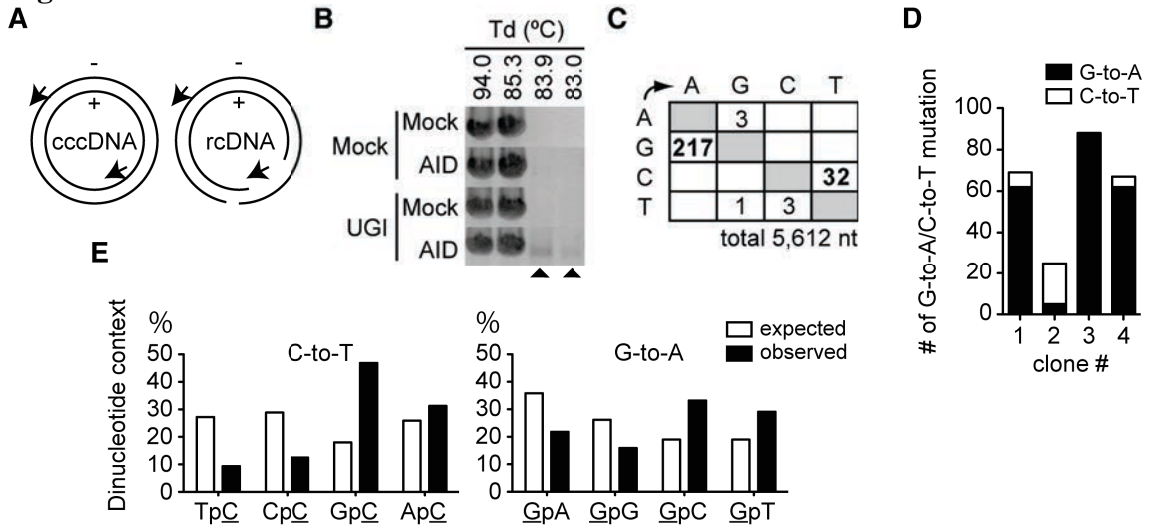 A
-
+
cccDNA
-
+
rcDNA
B
Td (ºC)
94.0 85.3 83.9 83.0
Mock
Mock
AID
UGI
Mock
AID
C
A G C T
A 3
G 217
C 32
T 1 3
total 5,612 nt
D
G-to-A
C-to-T
# of G-to-A/C-to-T mutation
100
80
60
40
20
0
1 2 3 4
clone #
E
Dinucleotide context
%
C-to-T
50
40
30
20
10
0
TpC CpC GpC ApC
%
G-to-A
expected
observed
50
40
30
20
10
0
GpA GpG GpC GpT